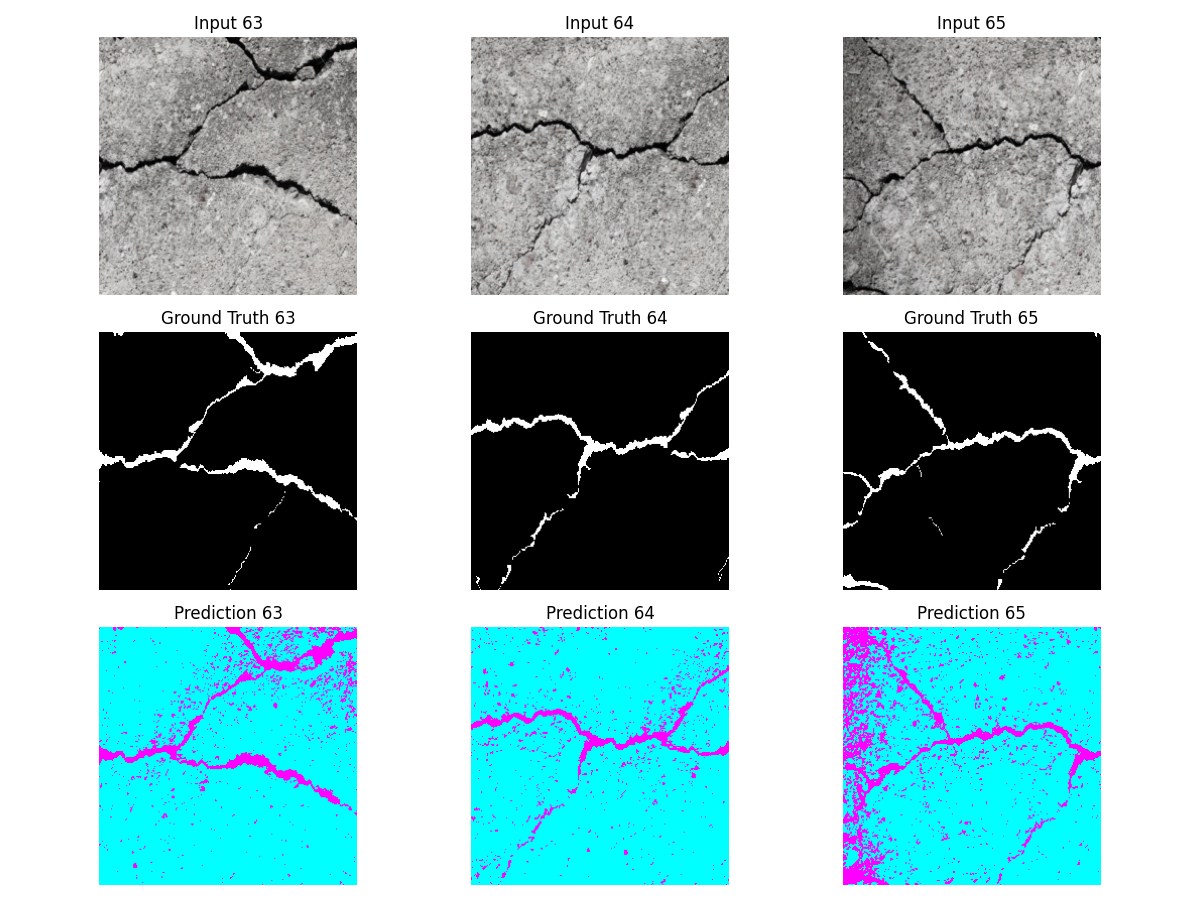 Input 63
Input 64
Input 65
Ground Truth 63
Ground Truth 64
Ground Truth 65
Prediction 63
Prediction 64
Prediction 65